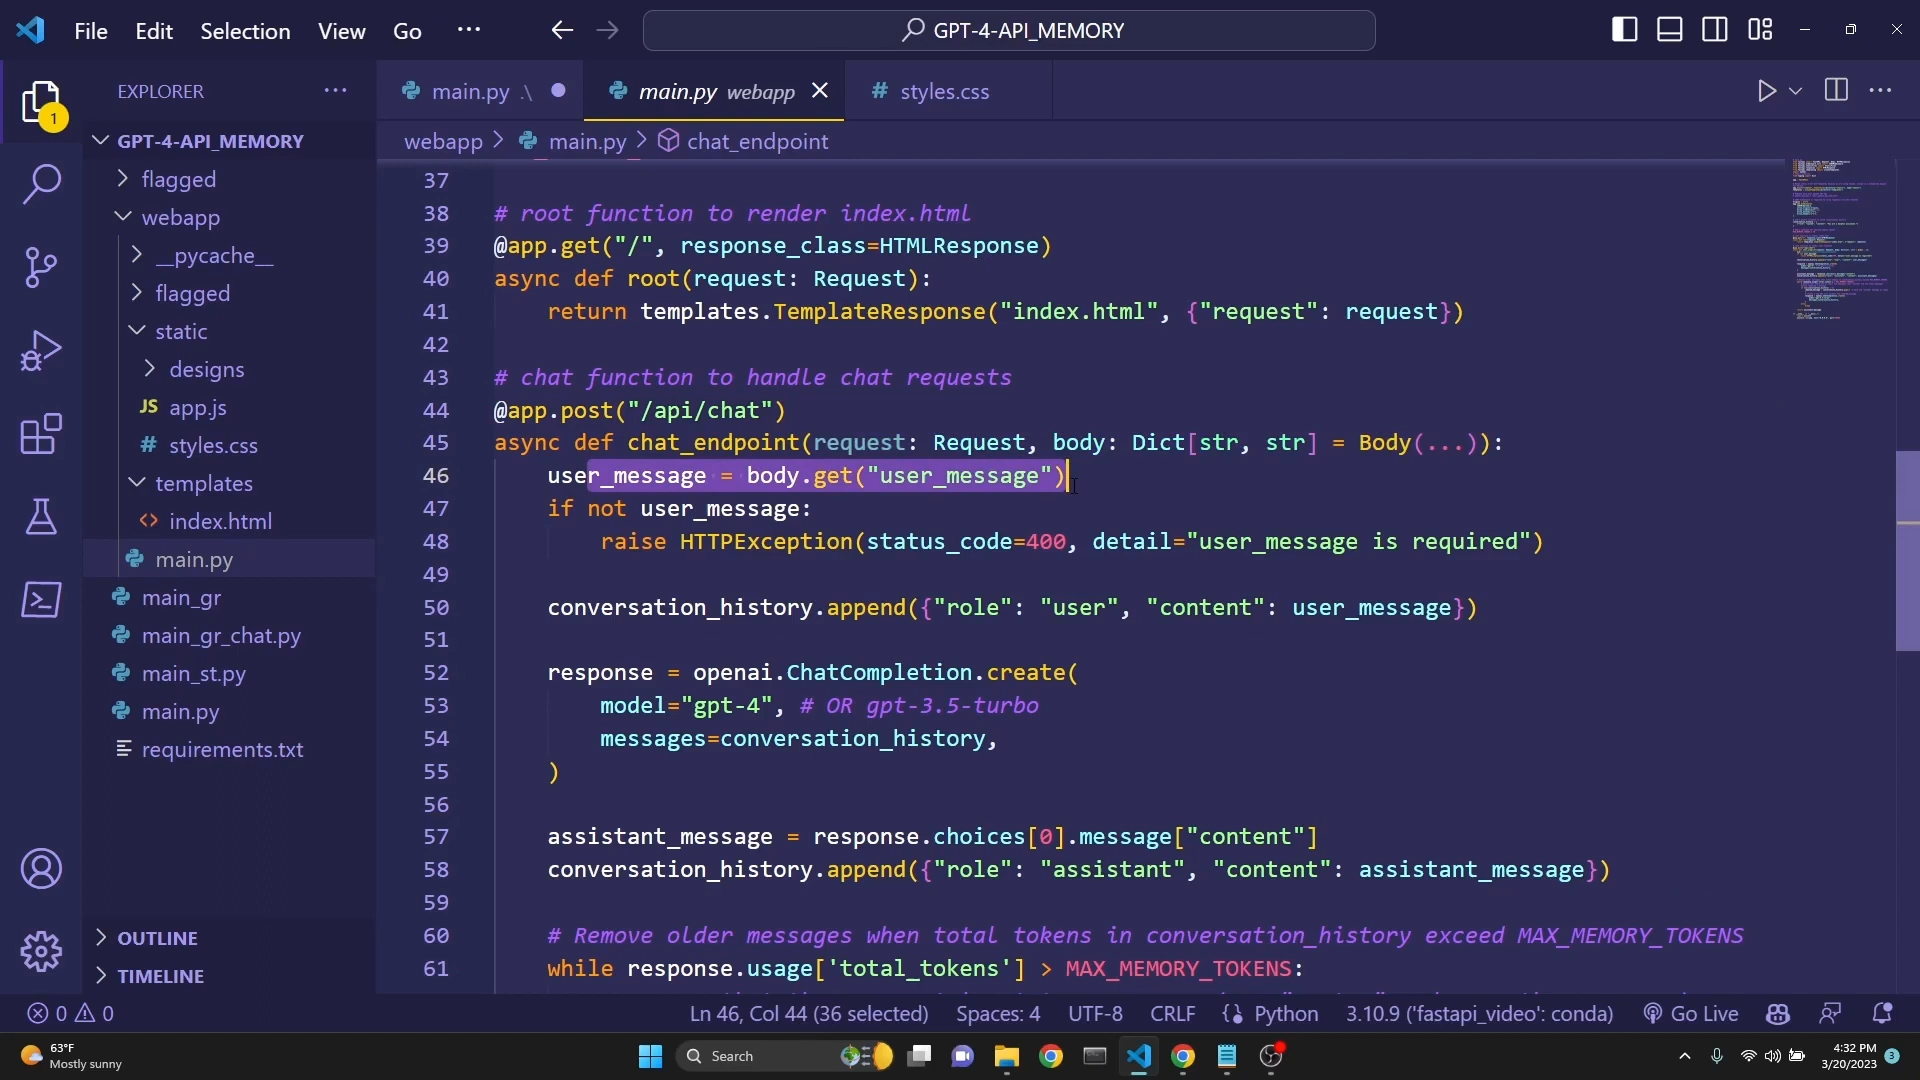 File Edit Selection View Go ···
GPT-4-API_MEMORY
EXPLORER
main.py .\
main.py webapp
# styles.css
1
GPT-4-API_MEMORY
webapp > main.py > chat_endpoint
flagged
webapp
__pycache__
flagged
static
designs
JS app.js
# styles.css
templates
<> index.html
main.py
main_gr
main_gr_chat.py
main_st.py
main.py
requirements.txt
OUTLINE
TIMELINE
37
38 # root function to render index.html
39 @app.get("/", response_class=HTMLResponse)
40 async def root(request: Request):
41 return templates.TemplateResponse("index.html", {"request": request})
42
43 # chat function to handle chat requests
44 @app.post("/api/chat")
45 async def chat_endpoint(request: Request, body: Dict[str, str] = Body(...)):
46 user_message = body.get("user_message")
47 if not user_message:
48 raise HTTPException(status_code=400, detail="user_message is required")
49
50 conversation_history.append({"role": "user", "content": user_message})
51
52 response = openai.ChatCompletion.create(
53 model="gpt-4", # OR gpt-3.5-turbo
54 messages=conversation_history,
55 )
56
57 assistant_message = response.choices[0].message["content"]
58 conversation_history.append({"role": "assistant", "content": assistant_message})
59
60 # Remove older messages when total tokens in conversation_history exceed MAX_MEMORY_TOKENS
61 while response.usage['total_tokens'] > MAX_MEMORY_TOKENS:
0 0
Ln 46, Col 44 (36 selected) Spaces: 4 UTF-8 CRLF Python 3.10.9 ('fastapi_video': conda) Go Live
63°F
Mostly sunny
Search
4:32 PM
3/20/2023
3